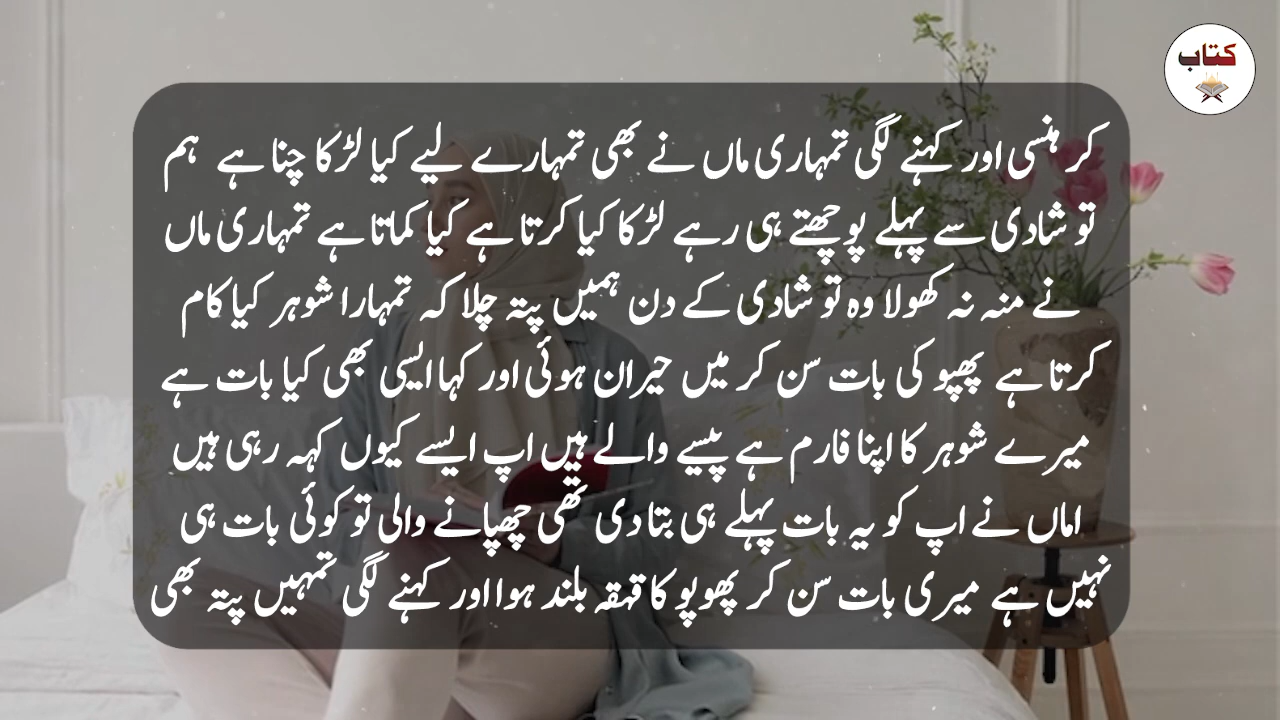 کتاب
کر ہنسی اور کہنے لگی تمہاری ماں نے بھی تمہارے لیے کیا لڑکا چنا ہے ہم
تو شادی سے پہلے پوچھتے ہی رہے لڑکا کیا کرتا ہے کیا کماتا ہے تمہاری ماں
نے منہ نہ کھولا وہ تو شادی کے دن ہمیں پتہ چلا کہ تمہارا شوہر کیا کام
کرتا ہے پھپو کی بات سن کر میں حیران ہوئی اور کہا ایسی بھی کیا بات ہے
میرے شوہر کا اپنا فارم ہے پیسے والے ہیں اپ ایسے کیوں کہہ رہی ہیں
اماں نے اپ کو یہ بات پہلے ہی بتا دی تھی چھپانے والی تو کوئی بات ہی
نہیں ہے میری بات سن کر پھوپو کا قہقہ بلند ہوا اور کہنے لگی تمہیں پتہ بھی